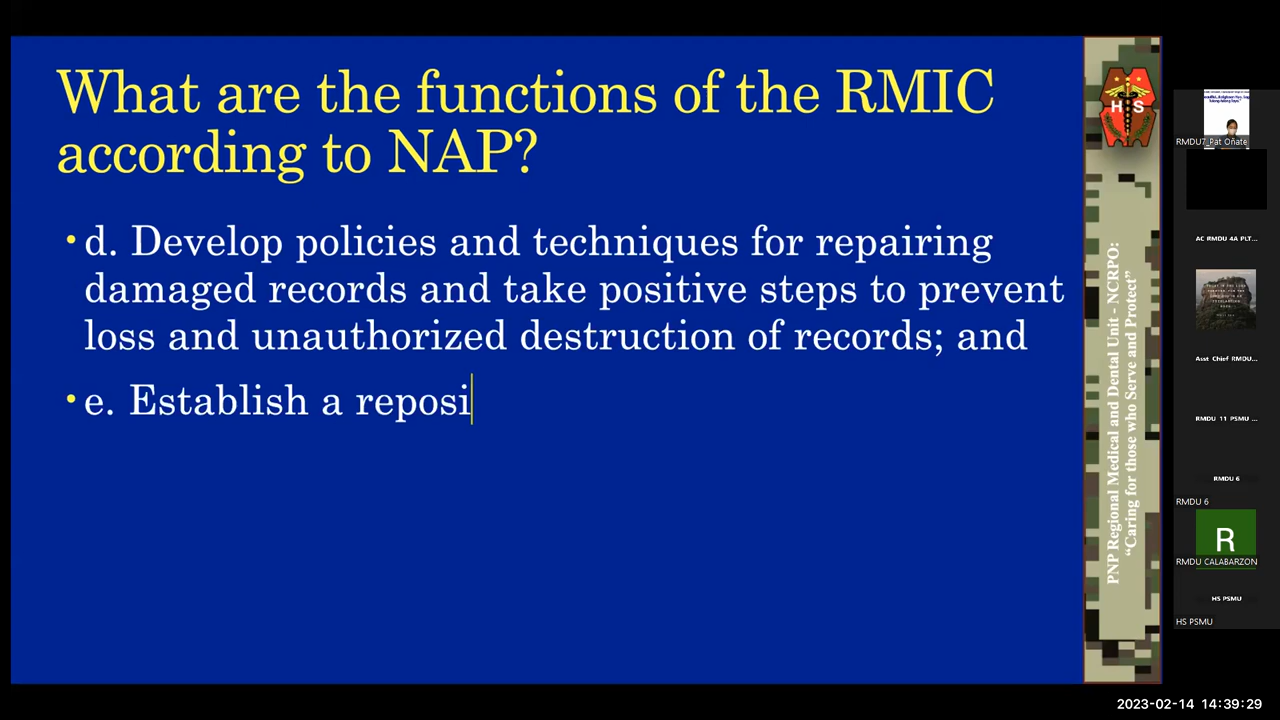 What are the functions of the RMIC
according to NAP?
• d. Develop policies and techniques for repairing
damaged records and take positive steps to prevent
loss and unauthorized destruction of records; and
• e. Establish a reposi
H S
PNP Regional Medical and Dental Unit - NCRPO:
“Caring for those who Serve and Protect”
RMDU7_Pat Oñate
AC RMDU 4A PLT...
Asst Chief RMDU...
RMDU 11 PSMU ...
RMDU 6
RMDU 6
R
RMDU CALABARZON
HS PSMU
HS PSMU
2023-02-14 14:39:29